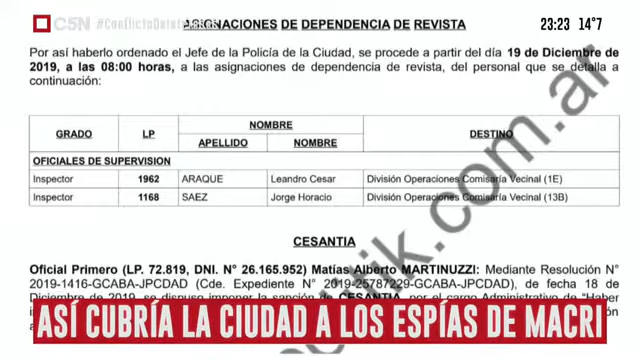 C5N #ConflictoDeIntereses
23:23 14°7
ASIGNACIONES DE DEPENDENCIA DE REVISTA
Por así haberlo ordenado el Jefe de la Policía de la Ciudad, se procede a partir del día 19 de Diciembre de
2019, a las 08:00 horas, a las asignaciones de dependencia de revista, del personal que se detalla a
continuación:
GRADO LP NOMBRE DESTINO
APELLIDO NOMBRE
OFICIALES DE SUPERVISION
Inspector 1962 ARAQUE Leandro Cesar División Operaciones Comisaría Vecinal (1E)
Inspector 1168 SAEZ Jorge Horacio División Operaciones Comisaría Vecinal (13B)
CESANTIA
Oficial Primero (LP. 72.819, DNI. N° 26.165.952) Matías Alberto MARTINUZZI: Mediante Resolución N°
2019-1416-GCABA-JPCDAD (Cde. Expediente N° 2019-25787229-GCABA-JPCDAD), de fecha 18 de
Diciembre de 2019, se dispuso imponer la sanción de CESANTIA, por el cargo Administrativo de "Haber
ASÍ CUBRÍA LA CIUDAD A LOS ESPÍAS DE MACRI